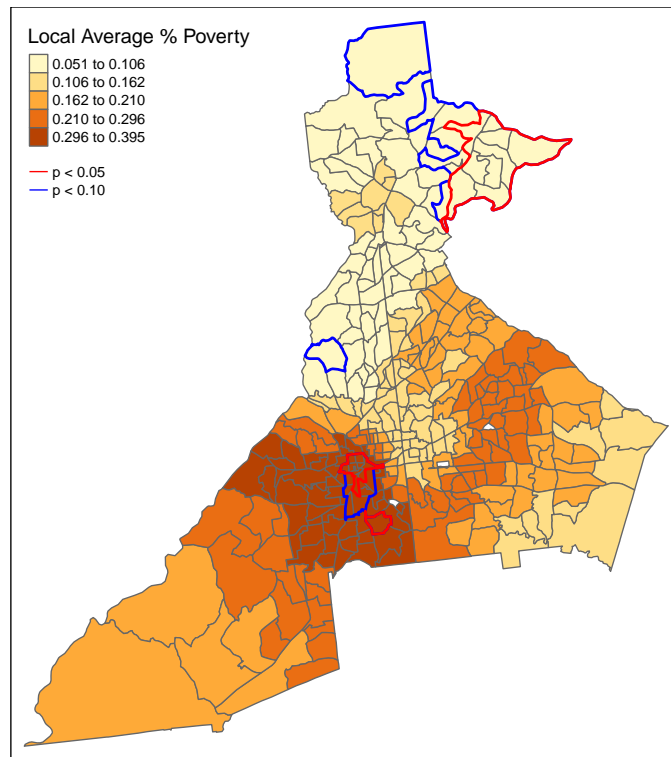 Local Average % Poverty
0.051 to 0.106
0.106 to 0.162
0.162 to 0.210
0.210 to 0.296
0.296 to 0.395
p < 0.05
p < 0.10